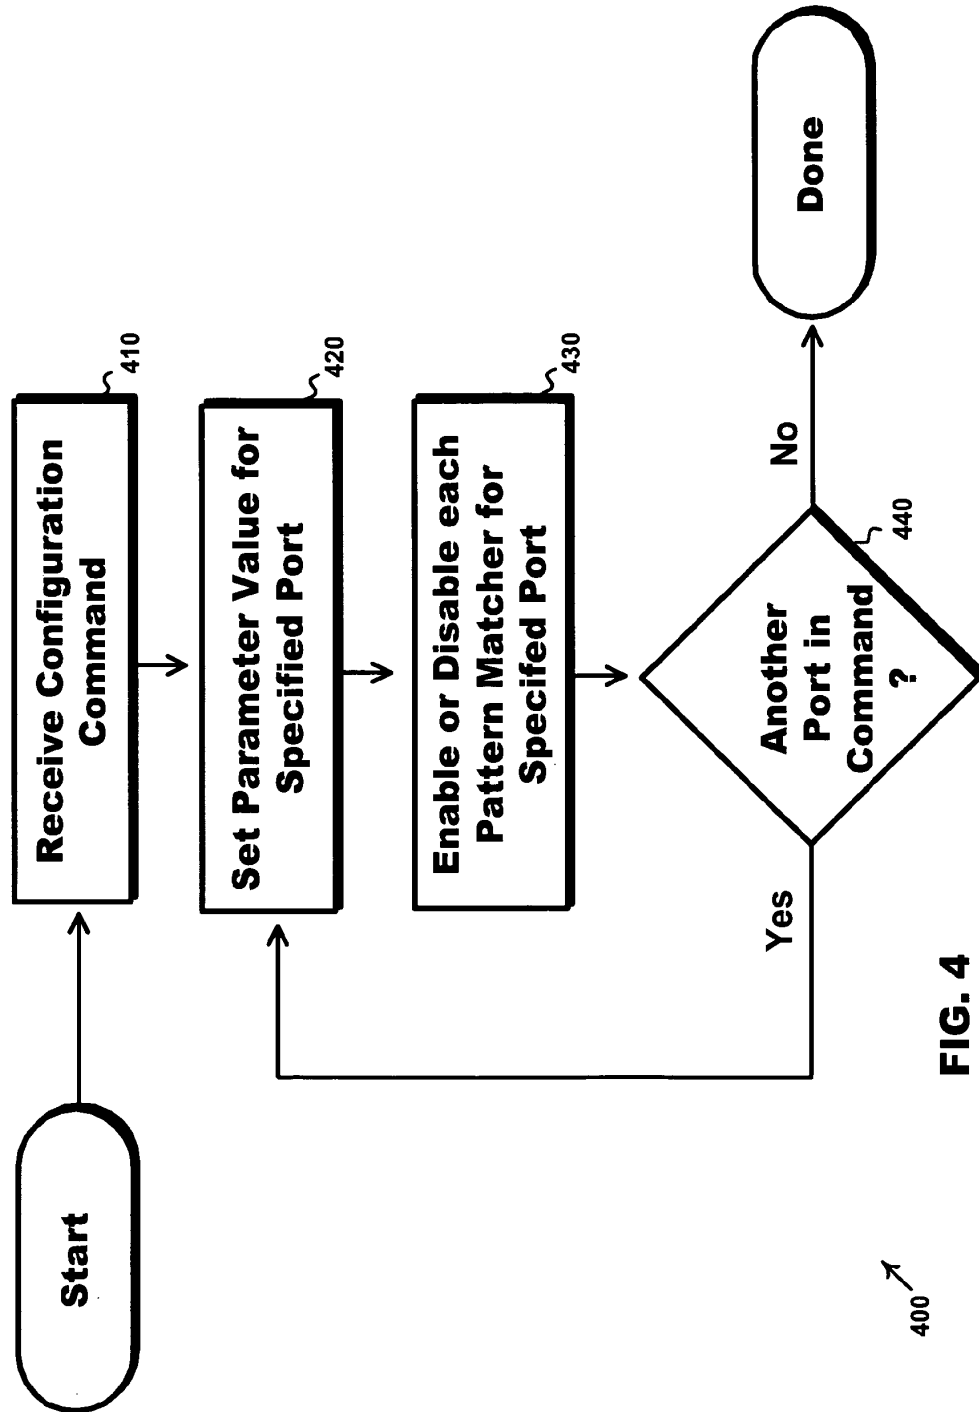 Start
Receive Configuration
Command
410
Set Parameter Value for
Specified Port
420
Enable or Disable each
Pattern Matcher for
Specifed Port
430
Another
Port in
Command
?
440
Yes
No
Done
400
FIG. 4